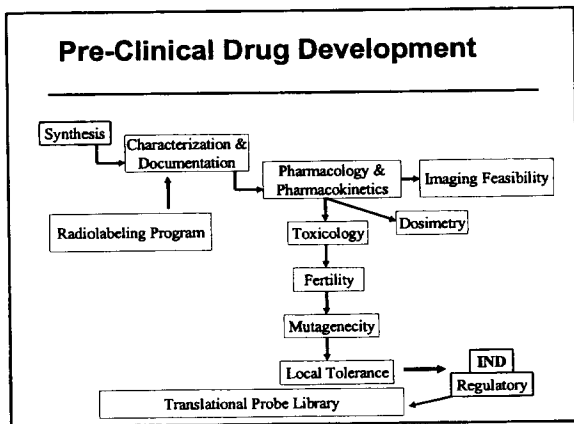 Pre-Clinical Drug Development
Synthesis
Characterization &
Documentation
Pharmacology &
Pharmacokinetics
Imaging Feasibility
Radiolabeling Program
Dosimetry
Toxicology
Fertility
Mutagenecity
Local Tolerance
IND
Regulatory
Translational Probe Library